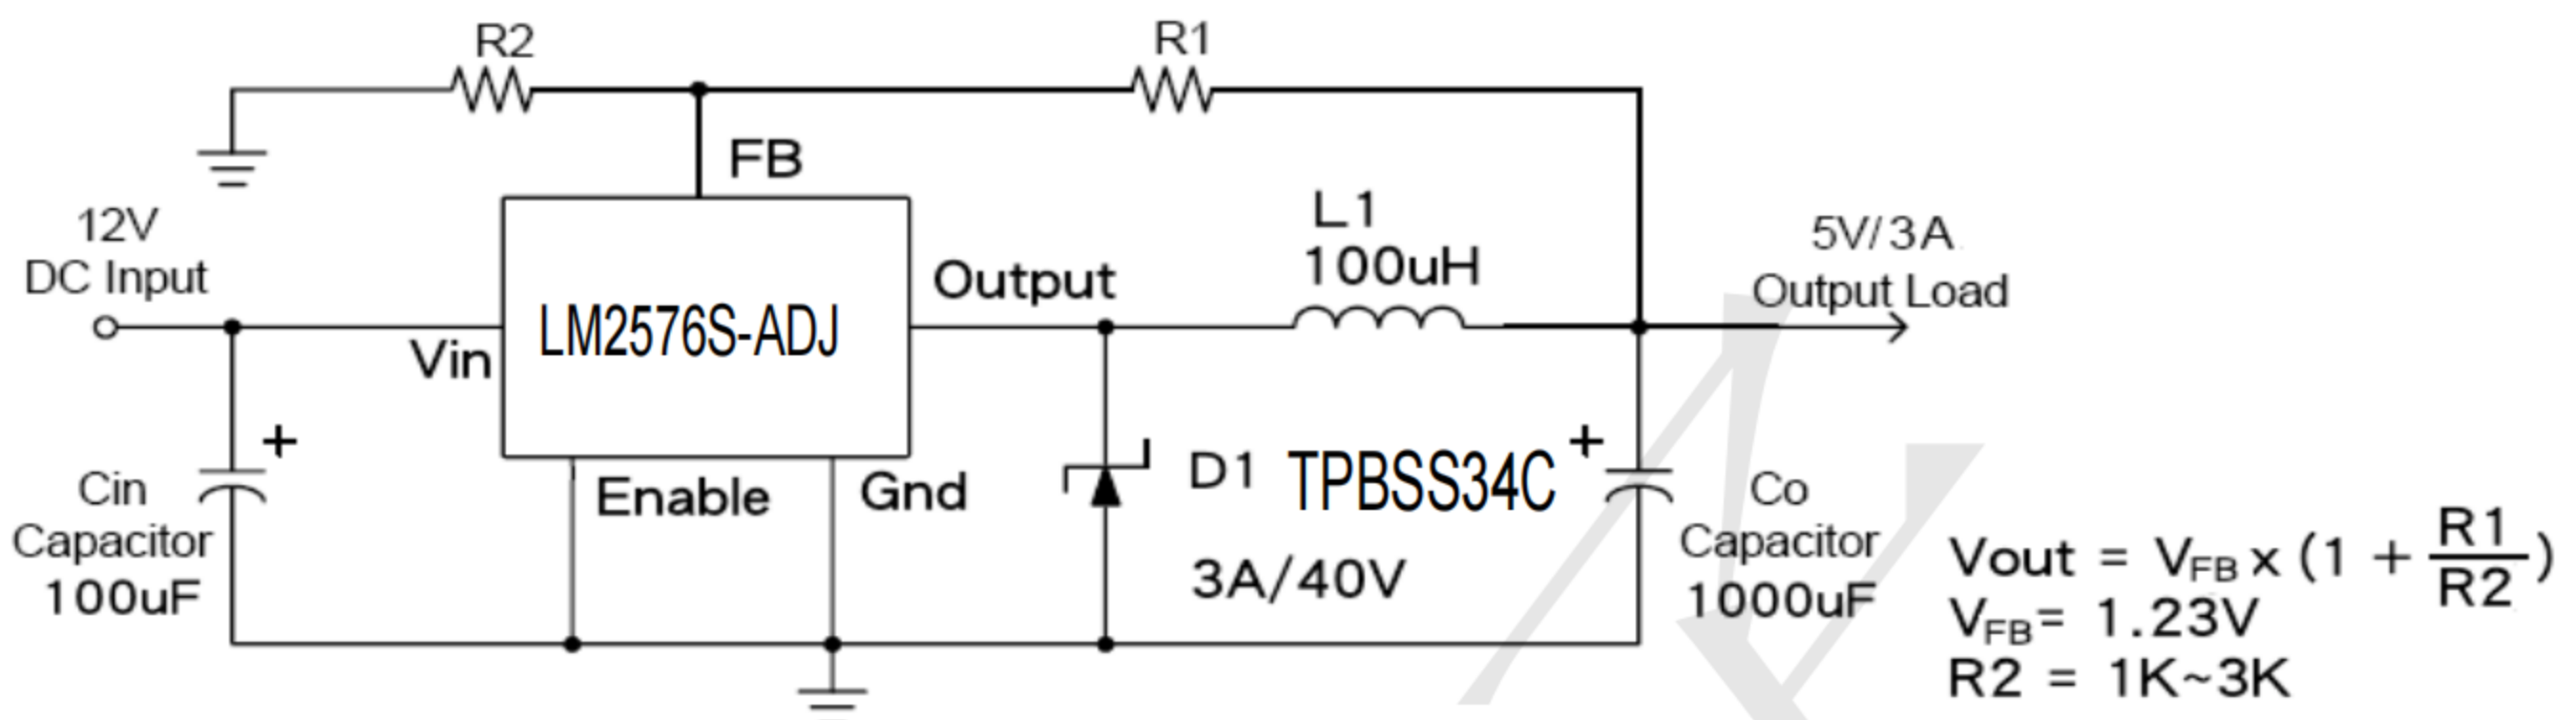 R2
R1
FB
12V
DC Input
Vin
LM2576S-ADJ
Output
L1
100uH
5V/3A
Output Load
+
Cin
Capacitor
100uF
Enable
Gnd
D1 TPBSS34C
3A/40V
+
Co
Capacitor
1000uF
Vout = VFB x (1 + R1/R2)
VFB= 1.23V
R2 = 1K~3K